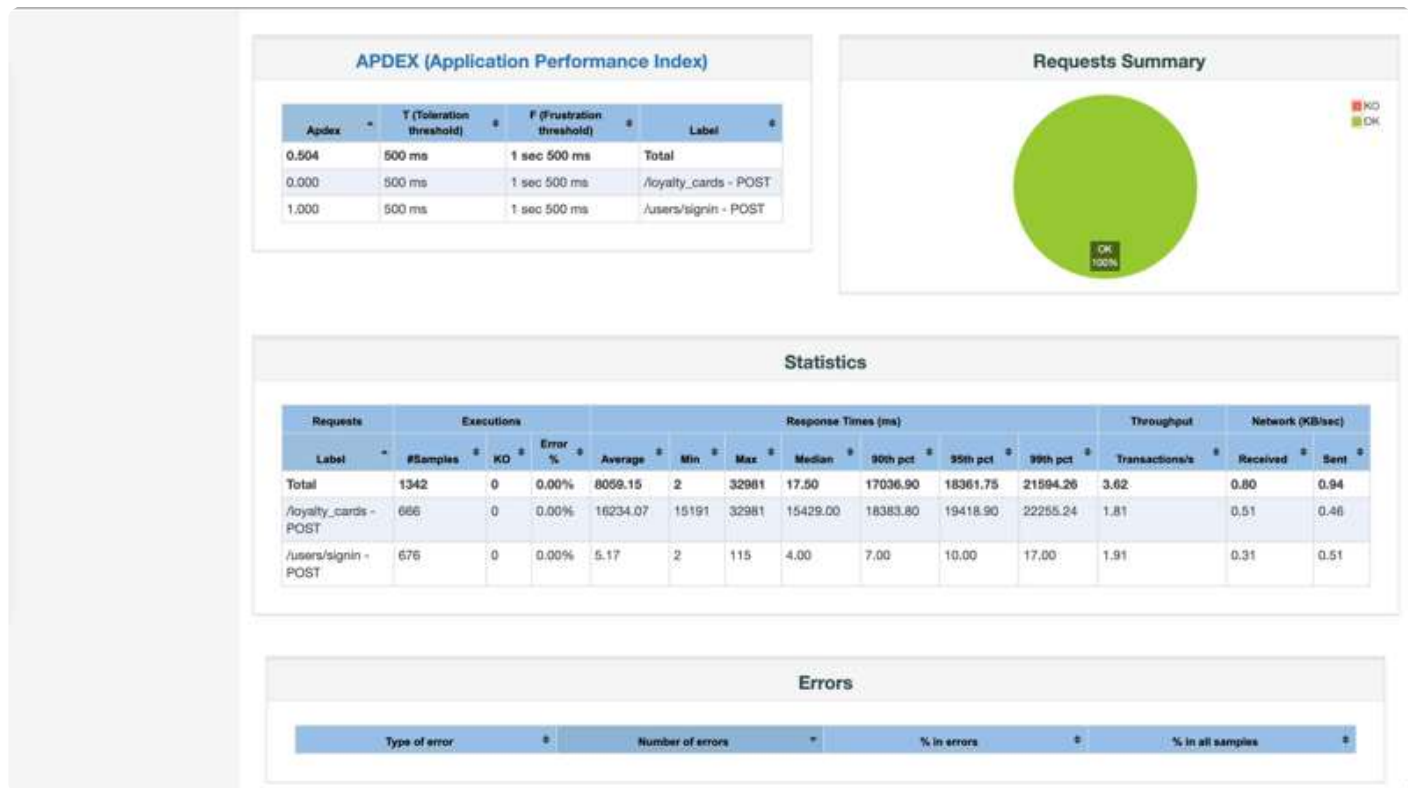 APDEX (Application Performance Index)
Apdex T (Toleration threshold) F (Frustration threshold) Label
0.504 500 ms 1 sec 500 ms Total
0.000 500 ms 1 sec 500 ms /loyalty_cards - POST
1.000 500 ms 1 sec 500 ms /users/signin - POST
Requests Summary
KO
OK
OK
100%
Statistics
Requests Executions Response Times (ms) Throughput Network (KB/sec)
Label #Samples KO Error % Average Min Max Median 90th pct 95th pct 99th pct Transactions/s Received Sent
Total 1342 0 0.00% 8059.15 2 32981 17.50 17036.90 18361.75 21594.26 3.62 0.80 0.94
/loyalty_cards - POST 666 0 0.00% 16234.07 15191 32981 15429.00 18383.80 19418.90 22255.24 1.81 0.51 0.46
/users/signin - POST 676 0 0.00% 5.17 2 115 4.00 7.00 10.00 17.00 1.91 0.31 0.51
Errors
Type of error Number of errors % in errors % in all samples